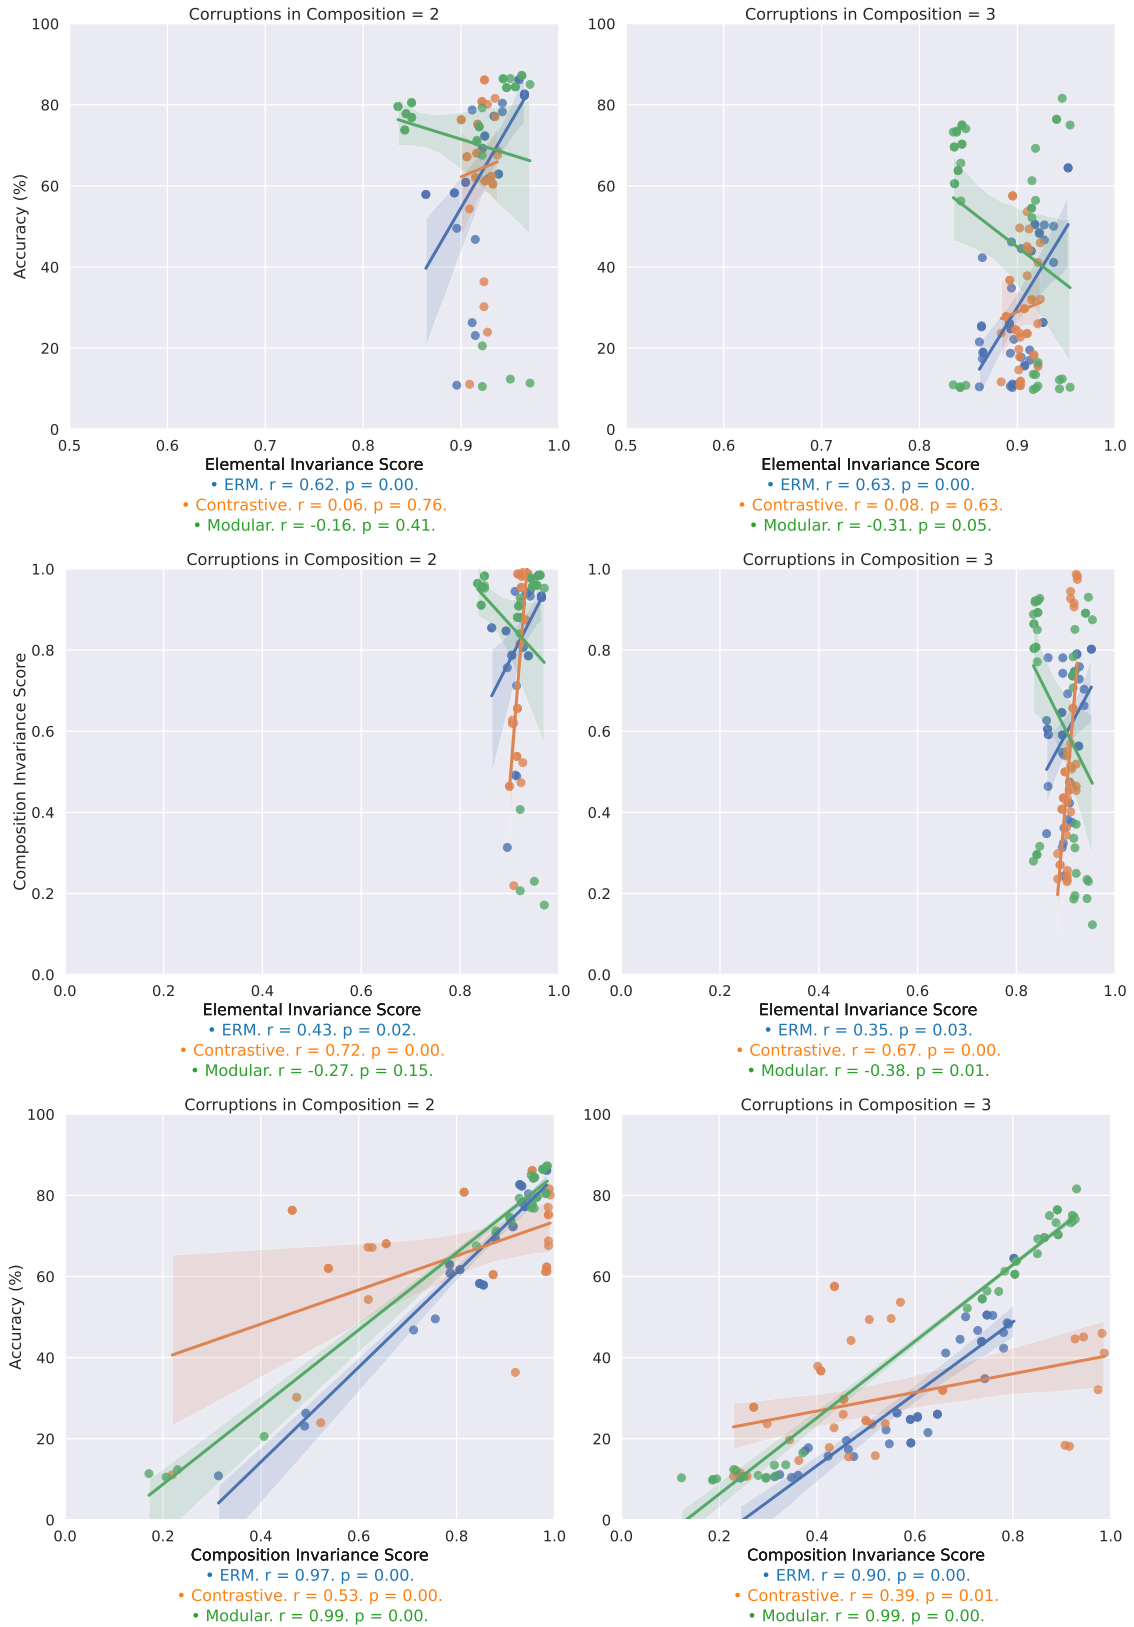 Corruptions in Composition = 2
Corruptions in Composition = 3
100
80
60
40
20
0
Accuracy (%)
0.5 0.6 0.7 0.8 0.9 1.0
Elemental Invariance Score
• ERM. r = 0.62. p = 0.00.
• Contrastive. r = 0.06. p = 0.76.
• Modular. r = -0.16. p = 0.41.
100
80
60
40
20
0
0.5 0.6 0.7 0.8 0.9 1.0
Elemental Invariance Score
• ERM. r = 0.63. p = 0.00.
• Contrastive. r = 0.08. p = 0.63.
• Modular. r = -0.31. p = 0.05.
Corruptions in Composition = 2
Corruptions in Composition = 3
1.0
0.8
0.6
0.4
0.2
0.0
Composition Invariance Score
0.0 0.2 0.4 0.6 0.8 1.0
Elemental Invariance Score
• ERM. r = 0.43. p = 0.02.
• Contrastive. r = 0.72. p = 0.00.
• Modular. r = -0.27. p = 0.15.
1.0
0.8
0.6
0.4
0.2
0.0
0.0 0.2 0.4 0.6 0.8 1.0
Elemental Invariance Score
• ERM. r = 0.35. p = 0.03.
• Contrastive. r = 0.67. p = 0.00.
• Modular. r = -0.38. p = 0.01.
Corruptions in Composition = 2
Corruptions in Composition = 3
100
80
60
40
20
0
Accuracy (%)
0.0 0.2 0.4 0.6 0.8 1.0
Composition Invariance Score
• ERM. r = 0.97. p = 0.00.
• Contrastive. r = 0.53. p = 0.00.
• Modular. r = 0.99. p = 0.00.
100
80
60
40
20
0
0.0 0.2 0.4 0.6 0.8 1.0
Composition Invariance Score
• ERM. r = 0.90. p = 0.00.
• Contrastive. r = 0.39. p = 0.01.
• Modular. r = 0.99. p = 0.00.